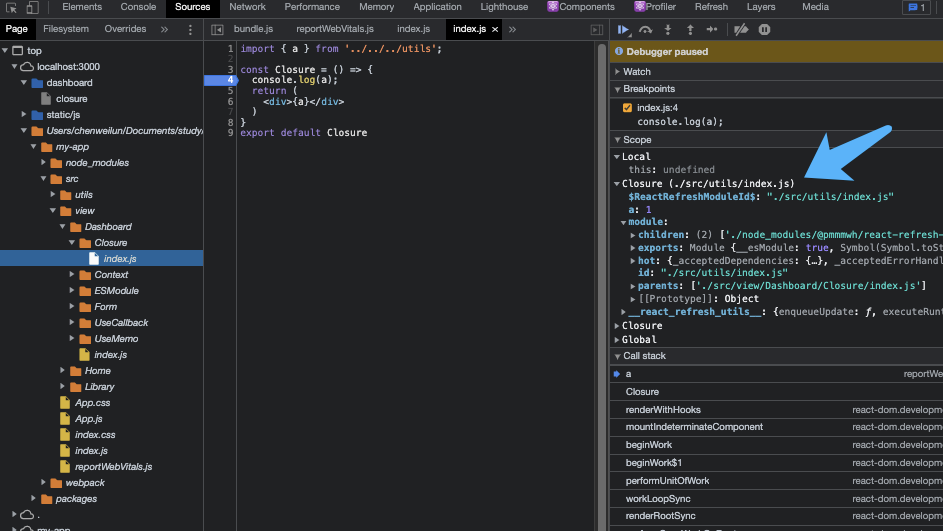 Elements Console Sources Network Performance Memory Application Lighthouse Components Profiler Refresh Layers Media 1
Page Filesystem Overrides »
bundle.js reportWebVitals.js index.js index.js × »
top
localhost:3000
dashboard
closure
static/js
Users/chenweilun/Documents/study/
my-app
node_modules
src
utils
view
Dashboard
Closure
index.js
Context
ESModule
Form
UseCallback
UseMemo
index.js
Home
Library
App.css
App.js
index.css
index.js
reportWebVitals.js
webpack
packages
.
my-app
1 import { a } from '../../../utils';
2
3 const Closure = () => {
4 console.log(a);
5 return (
6 <div>{a}</div>
7 )
8 }
9 export default Closure
Debugger paused
Watch
Breakpoints
index.js:4
console.log(a);
Scope
Local
this: undefined
Closure (./src/utils/index.js)
$ReactRefreshModuleId$: "./src/utils/index.js"
a: 1
module:
children: (2) ['./node_modules/@pmmmwh/react-refresh-
exports: Module {__esModule: true, Symbol(Symbol.toSt
hot: {_acceptedDependencies: {…}, _acceptedErrorHandl
id: "./src/utils/index.js"
parents: ['./src/view/Dashboard/Closure/index.js']
[[Prototype]]: Object
__react_refresh_utils__: {enqueueUpdate: ƒ, executeRunt
Closure
Global
Call stack
a reportWe
Closure
renderWithHooks react-dom.developm
mountIndeterminateComponent react-dom.developm
beginWork react-dom.developm
beginWork$1 react-dom.developm
performUnitOfWork react-dom.developm
workLoopSync react-dom.developm
renderRootSync react-dom.developm